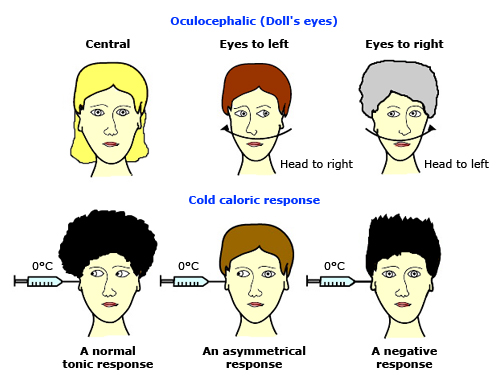 Oculocephalic (Doll's eyes)
Central
Eyes to left
Eyes to right
Head to right
Head to left
Cold caloric response
0°C
0°C
0°C
A normal
tonic response
An asymmetrical
response
A negative
response